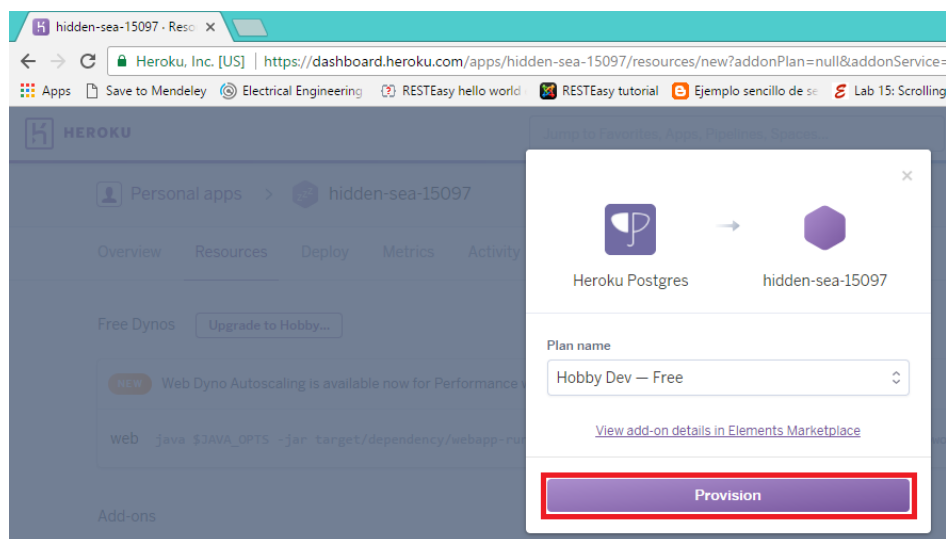 hidden-sea-15097 · Reso
Heroku, Inc. [US] | https://dashboard.heroku.com/apps/hidden-sea-15097/resources/new?addonPlan=null&addonService=
Apps Save to Mendeley Electrical Engineering RESTEasy hello world RESTEasy tutorial Ejemplo sencillo de se Lab 15: Scrolling
HEROKU
Jump to Favorites, Apps, Pipelines, Spaces...
Personal apps > hidden-sea-15097
Overview Resources Deploy Metrics Activity
Heroku Postgres hidden-sea-15097
Free Dynos Upgrade to Hobby...
Plan name
Hobby Dev — Free
NEW Web Dyno Autoscaling is available now for Performance
View add-on details in Elements Marketplace
web java $JAVA_OPTS -jar target/dependency/webapp-run
Provision
Add-ons